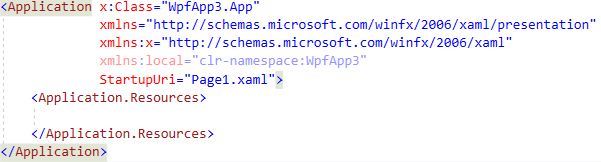 <Application x:Class="WpfApp3.App"
xmlns="http://schemas.microsoft.com/winfx/2006/xaml/presentation"
xmlns:x="http://schemas.microsoft.com/winfx/2006/xaml"
xmlns:local="clr-namespace:WpfApp3"
StartupUri="Page1.xaml">
<Application.Resources>
</Application.Resources>
</Application>